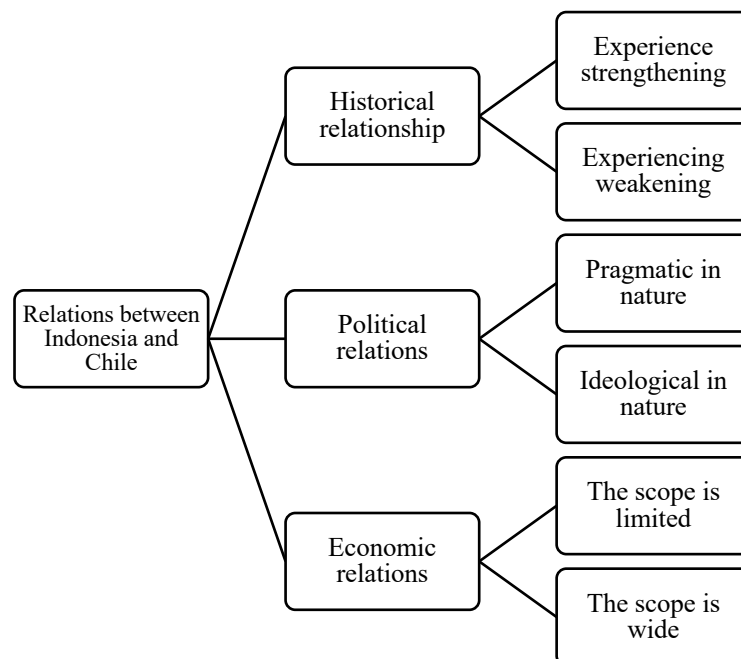 Relations between
Indonesia and
Chile
Historical
relationship
Experience
strengthening
Experiencing
weakening
Political
relations
Pragmatic in
nature
Ideological in
nature
Economic
relations
The scope is
limited
The scope is
wide